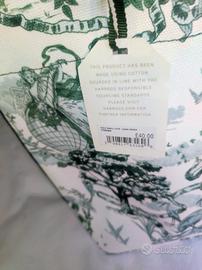 THIS PRODUCT HAS BEEN
MADE USING COTTON
SOURCED IN LINE WITH THE
HARRODS RESPONSIBLE
SOURCING STANDARDS.
PLEASE VISIT
HARRODS.COM FOR
FURTHER INFORMATION
£40.00
subito